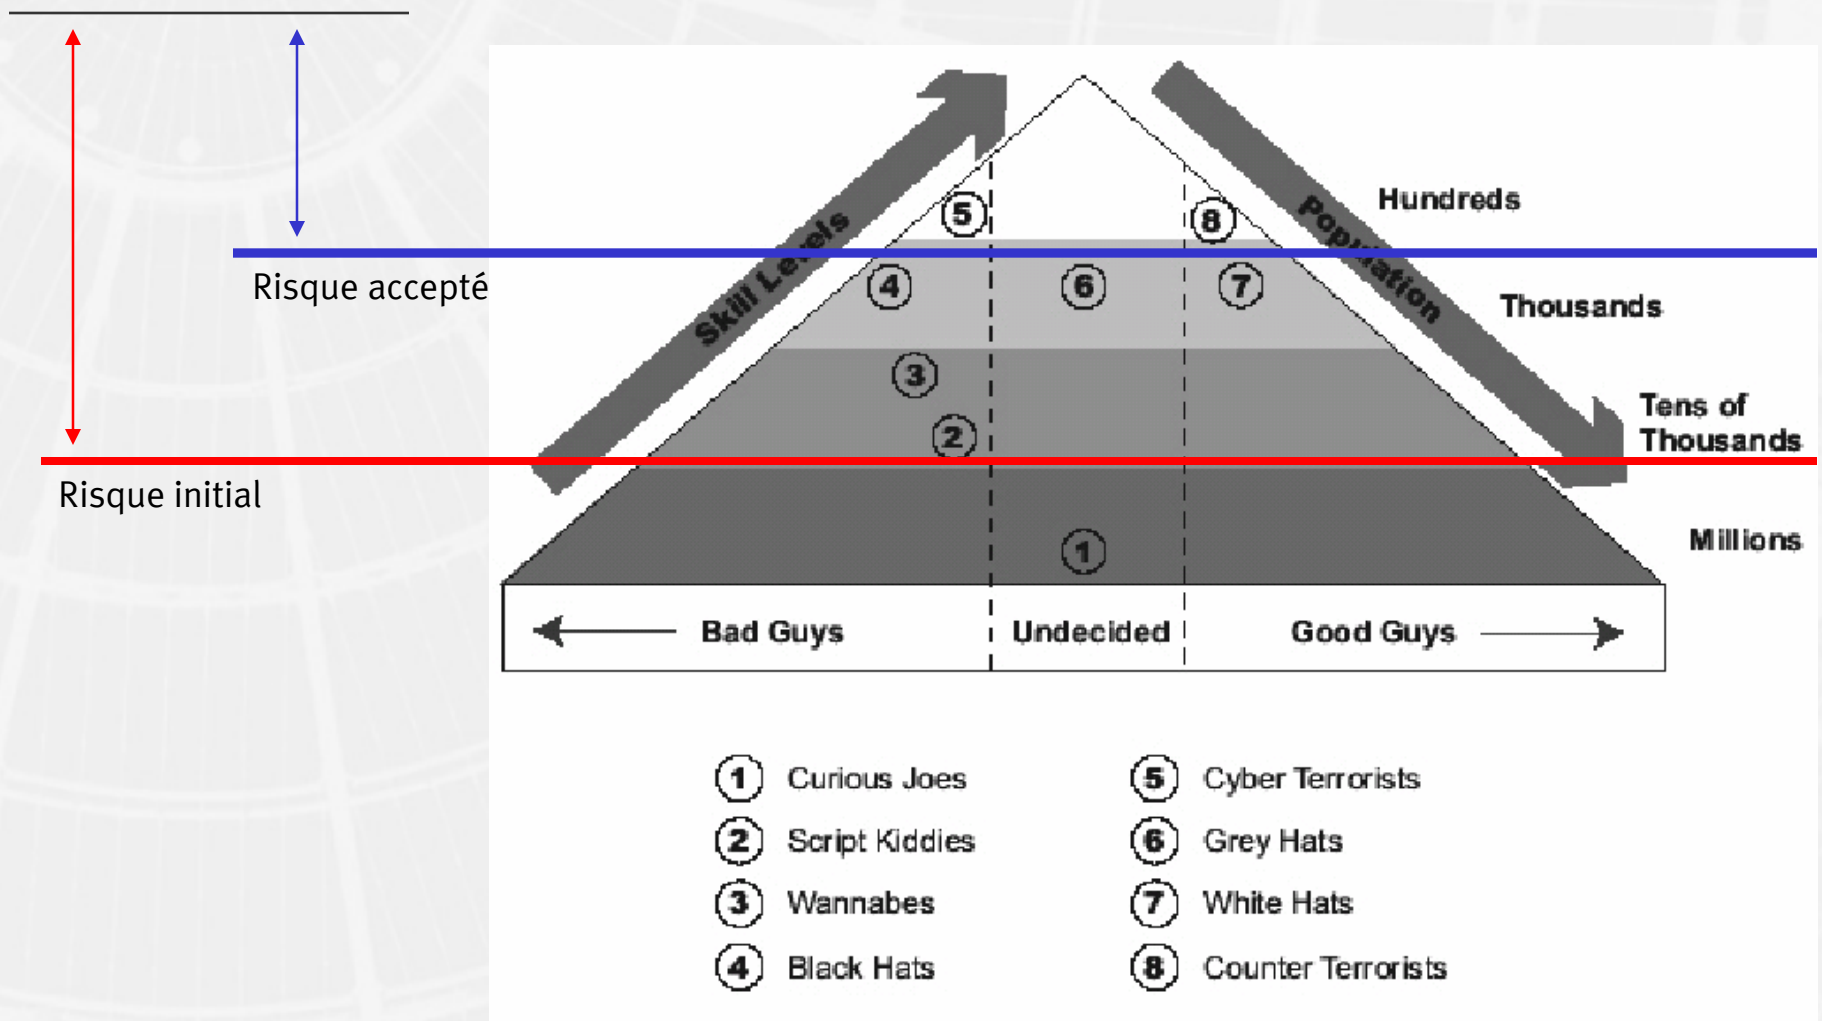 Hundreds
Skill Levels
Population
5
8
Risque accepté
4
6
7
Thousands
3
Tens of
Thousands
2
Risque initial
1
Millions
Bad Guys
Undecided
Good Guys
1 Curious Joes
2 Script Kiddies
3 Wannabes
4 Black Hats
5 Cyber Terrorists
6 Grey Hats
7 White Hats
8 Counter Terrorists